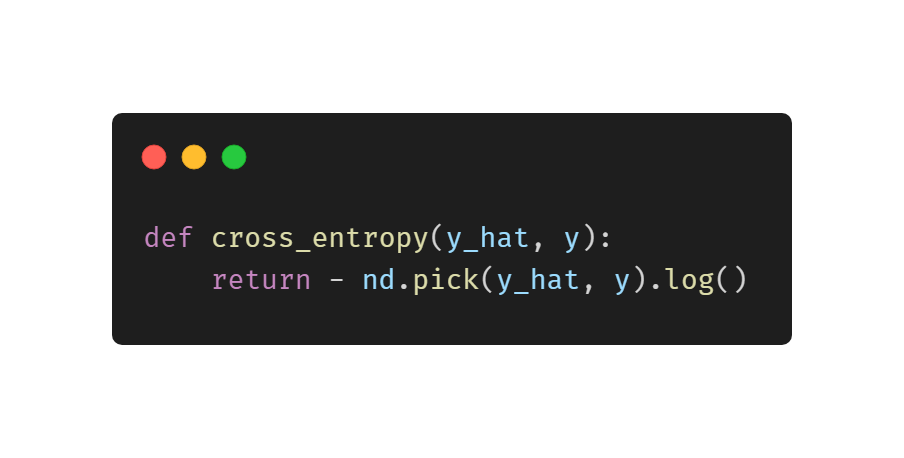 def cross_entropy(y_hat, y):
    return - nd.pick(y_hat, y).log()